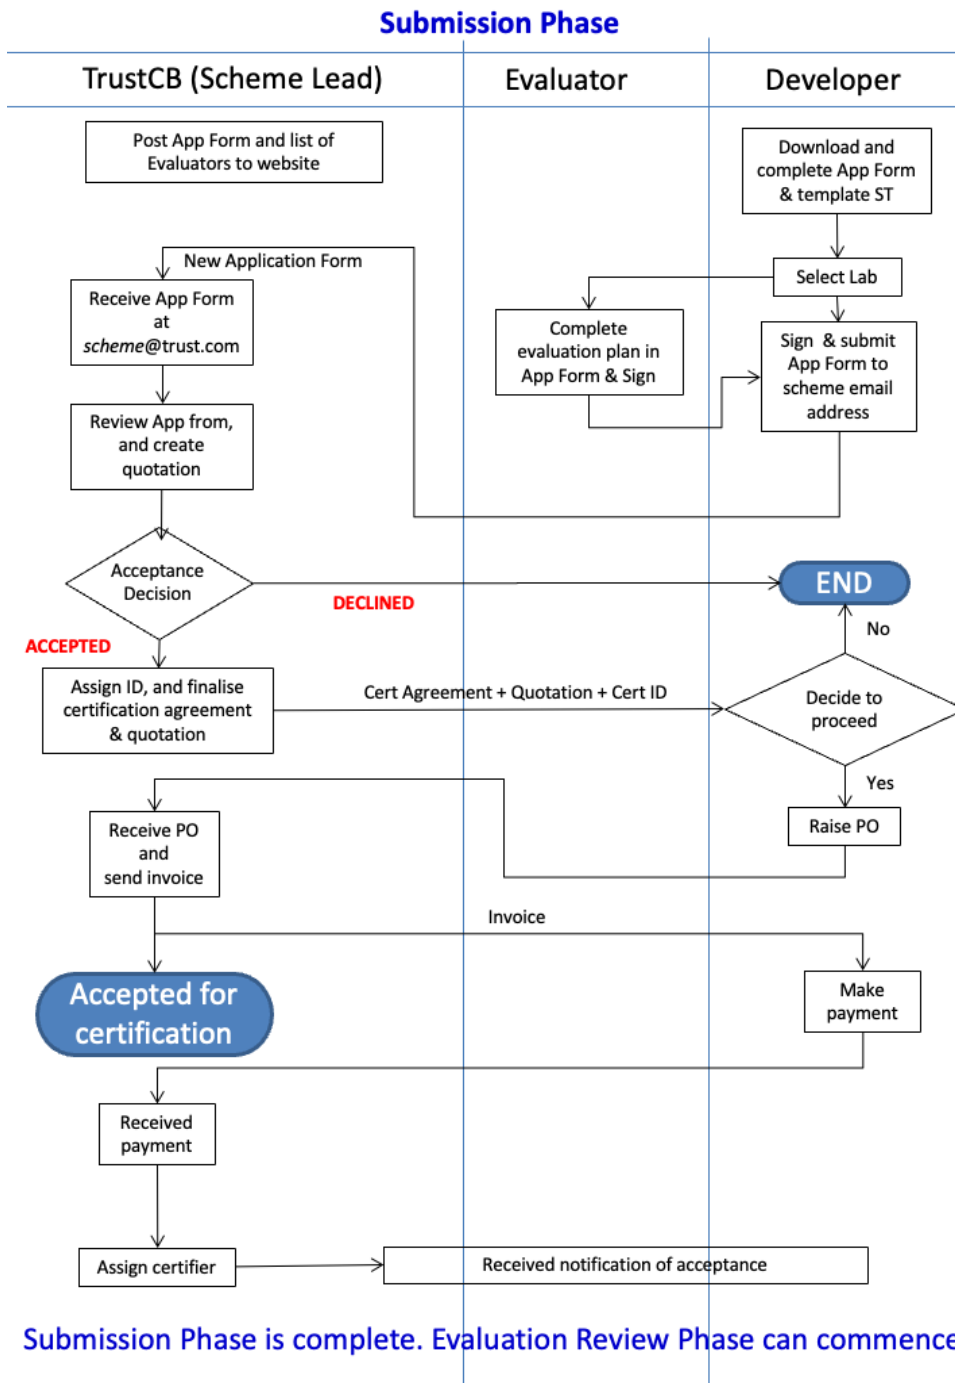 Submission Phase
TrustCB (Scheme Lead)
Evaluator
Developer
Post App Form and list of
Evaluators to website
Download and
complete App Form
& template ST
New Application Form
Select Lab
Receive App Form
at
scheme@trust.com
Complete
evaluation plan in
App Form & Sign
Sign & submit
App Form to
scheme email
address
Review App from,
and create
quotation
Acceptance
Decision
DECLINED
END
No
ACCEPTED
Assign ID, and finalise
certification agreement
& quotation
Cert Agreement + Quotation + Cert ID
Decide to
proceed
Yes
Receive PO
and
send invoice
Raise PO
Invoice
Accepted for
certification
Make
payment
Received
payment
Assign certifier
Received notification of acceptance
Submission Phase is complete. Evaluation Review Phase can commence